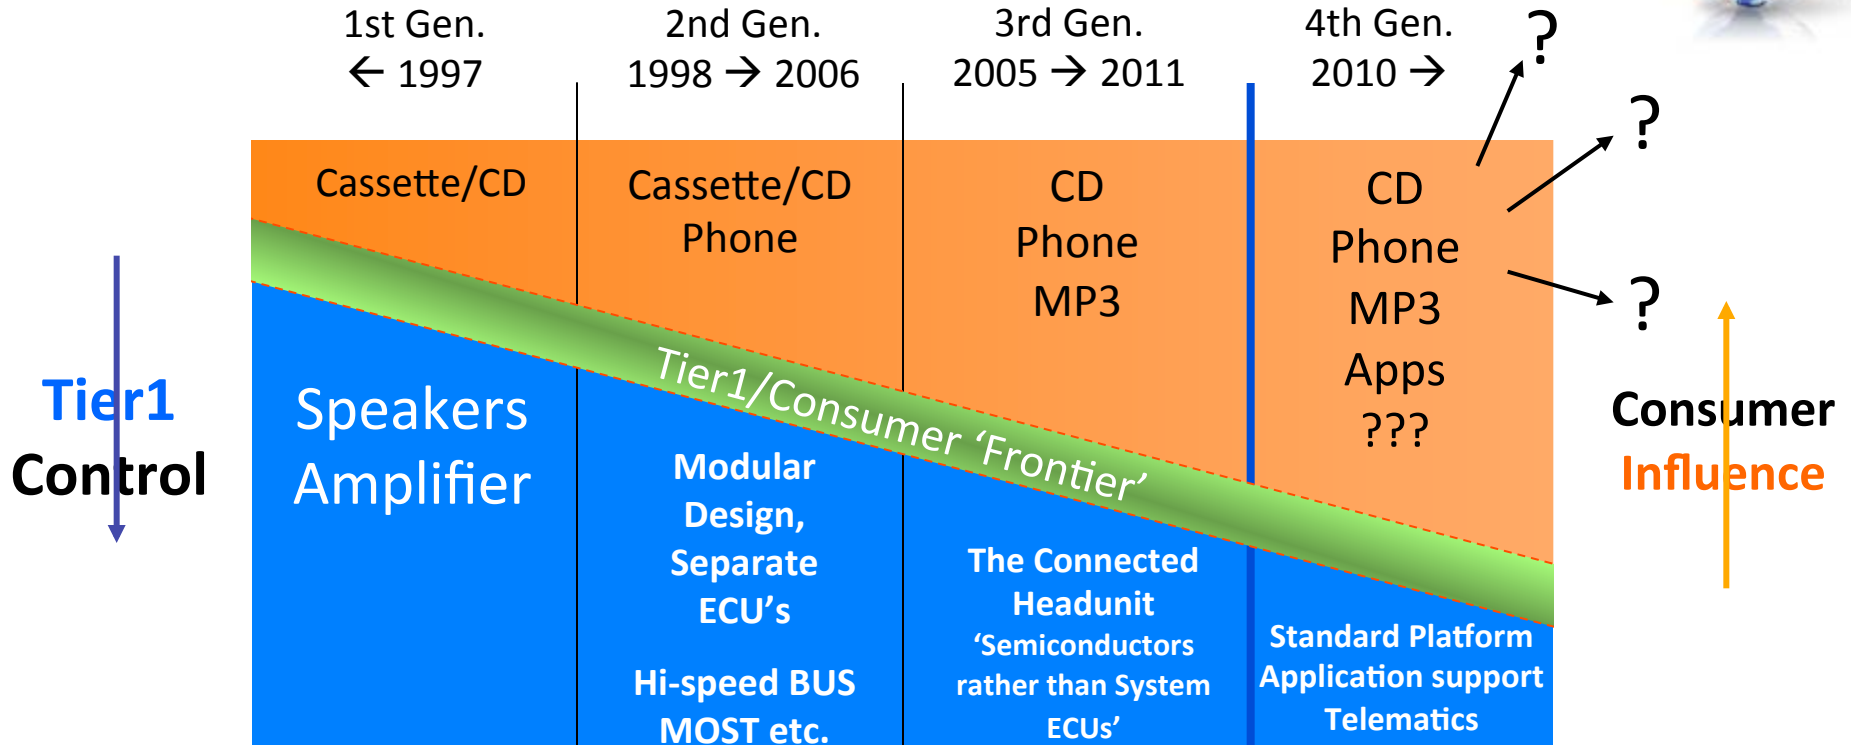 1st Gen.
← 1997
2nd Gen.
1998 → 2006
3rd Gen.
2005 → 2011
4th Gen.
2010 →
?
?
?
Cassette/CD
Cassette/CD
Phone
CD
Phone
MP3
CD
Phone
MP3
Apps
???
Tier1/Consumer ‘Frontier’
Tier1
Control
Consumer
Influence
Speakers
Amplifier
Modular
Design,
Separate
ECU’s
Hi-speed BUS
MOST etc.
The Connected
Headunit
‘Semiconductors
rather than System
ECUs’
Standard Platform
Application support
Telematics